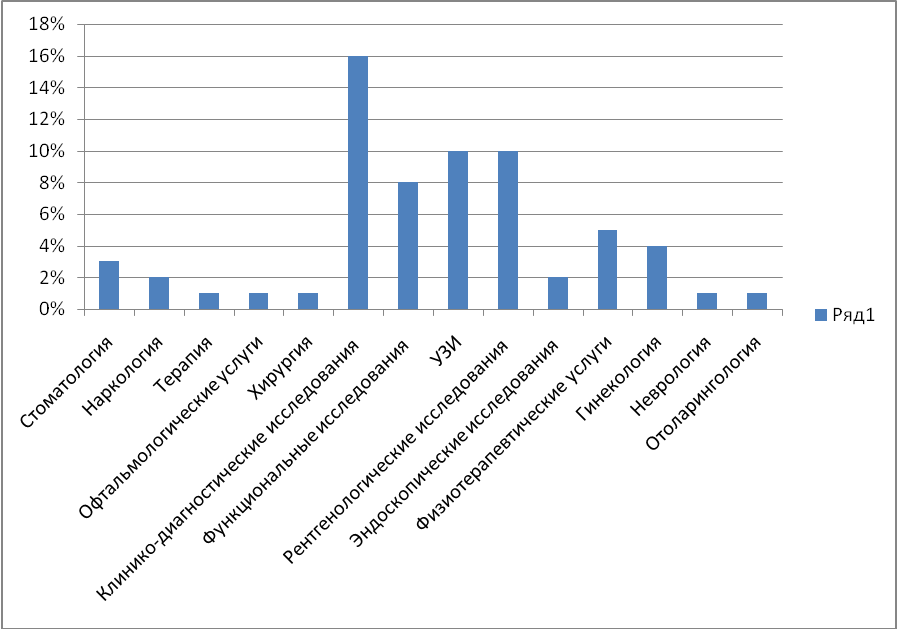 18%
16%
14%
12%
10%
8%
6%
4%
2%
0%
Стоматология
Наркология
Терапия
Офтальмологические услуги
Хирургия
Клинико-диагностические исследования
Функциональные исследования
УЗИ
Рентгенологические исследования
Эндоскопические исследования
Физиотерапевтические услуги
Гинекология
Неврология
Отоларингология
Ряд1